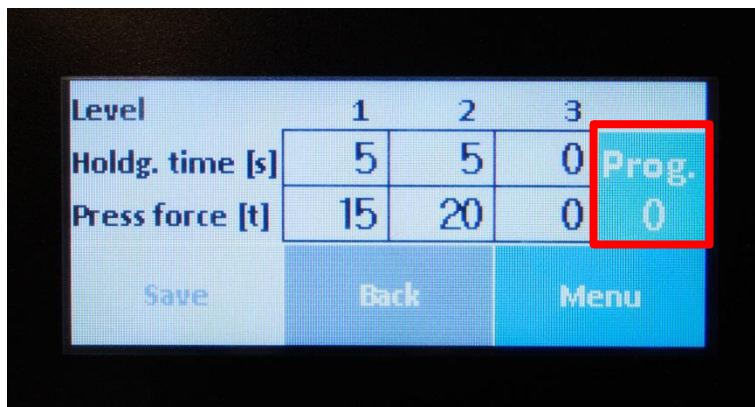 Level 1 2 3
Holdg. time [s] 5 5 0 Prog.
Press force [t] 15 20 0 0
Save Back Menu